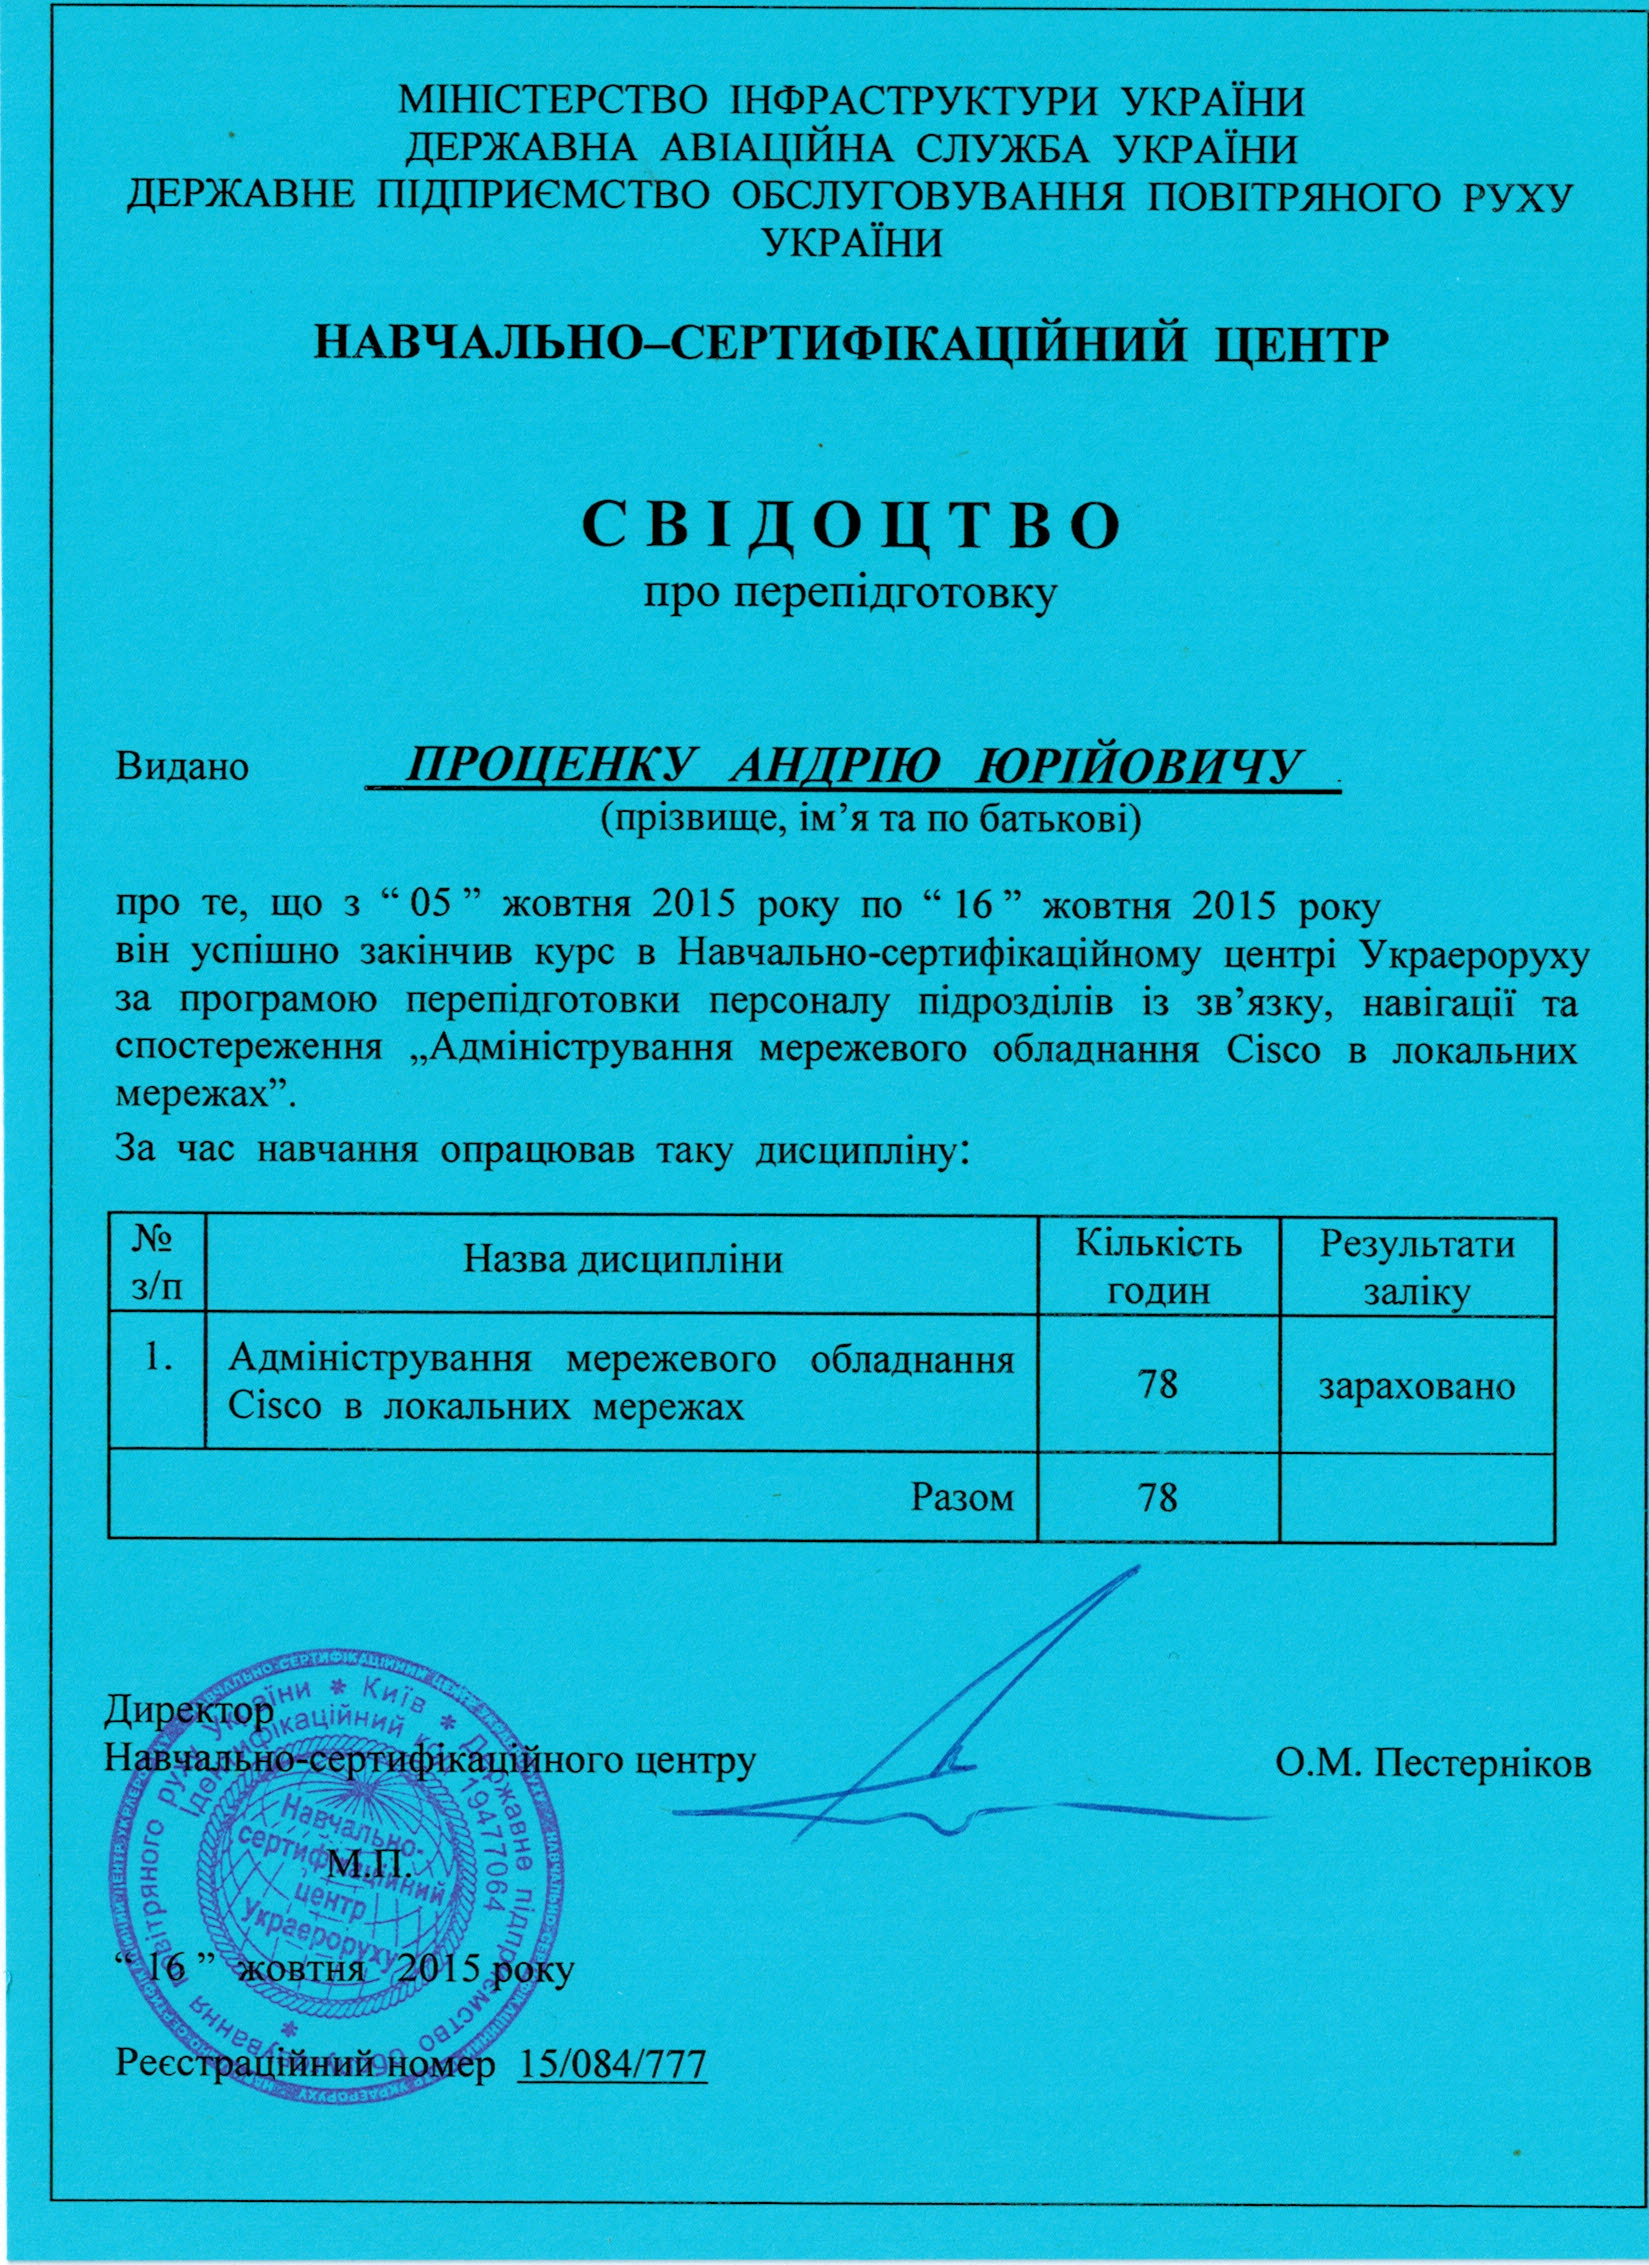 МІНІСТЕРСТВО ІНФРАСТРУКТУРИ УКРАЇНИ
ДЕРЖАВНА АВІАЦІЙНА СЛУЖБА УКРАЇНИ
ДЕРЖАВНЕ ПІДПРИЄМСТВО ОБСЛУГОВУВАННЯ ПОВІТРЯНОГО РУХУ
УКРАЇНИ
НАВЧАЛЬНО–СЕРТИФІКАЦІЙНИЙ ЦЕНТР
СВІДОЦТВО
про перепідготовку
Видано ПРОЦЕНКУ АНДРІЮ ЮРІЙОВИЧУ
(прізвище, ім’я та по батькові)
про те, що з “ 05 ” жовтня 2015 року по “ 16 ” жовтня 2015 року
він успішно закінчив курс в Навчально-сертифікаційному центрі Украероруху
за програмою перепідготовки персоналу підрозділів із зв’язку, навігації та
спостереження „Адміністрування мережевого обладнання Cisco в локальних
мережах”.
За час навчання опрацював таку дисципліну:
№ з/п Назва дисципліни Кількість годин Результати заліку
1. Адміністрування мережевого обладнання Cisco в локальних мережах 78 зараховано
Разом 78
Директор
Навчально-сертифікаційного центру О.М. Пестерніков
М.П.
“ 16 ” жовтня 2015 року
Реєстраційний номер 15/084/777
України * Київ * Державне підприємство обслуговування повітряного руху
Ідентифікаційний код 19477064
Навчально-
сертифікаційний
центр
Украероруху